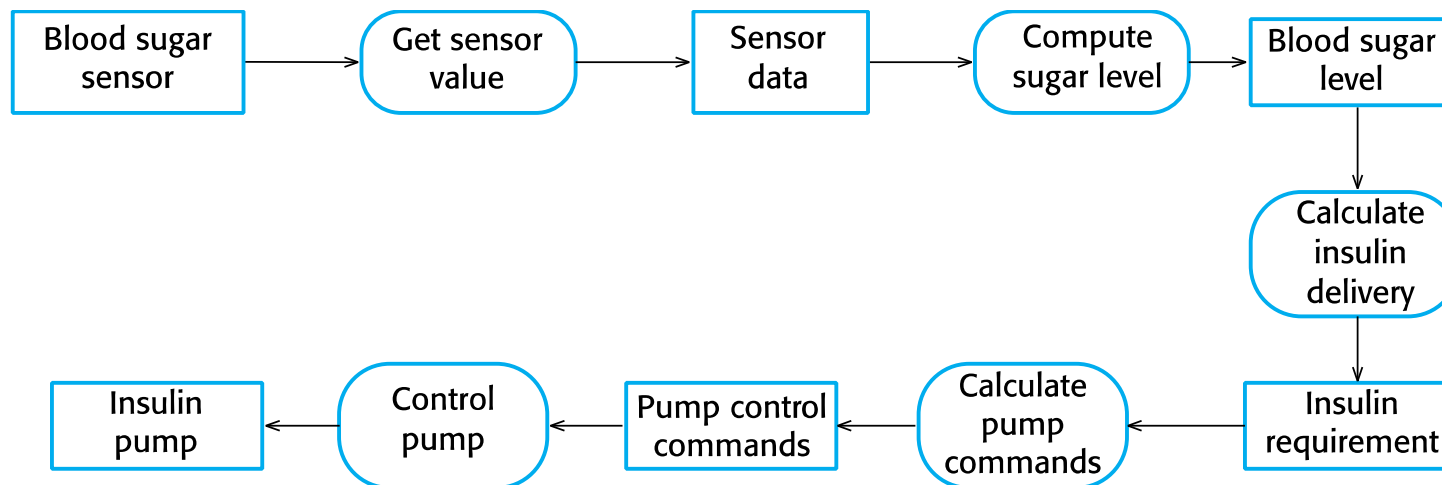 Blood sugar
sensor
Get sensor
value
Sensor
data
Compute
sugar level
Blood sugar
level
Calculate
insulin
delivery
Insulin
requirement
Calculate
pump
commands
Pump control
commands
Control
pump
Insulin
pump